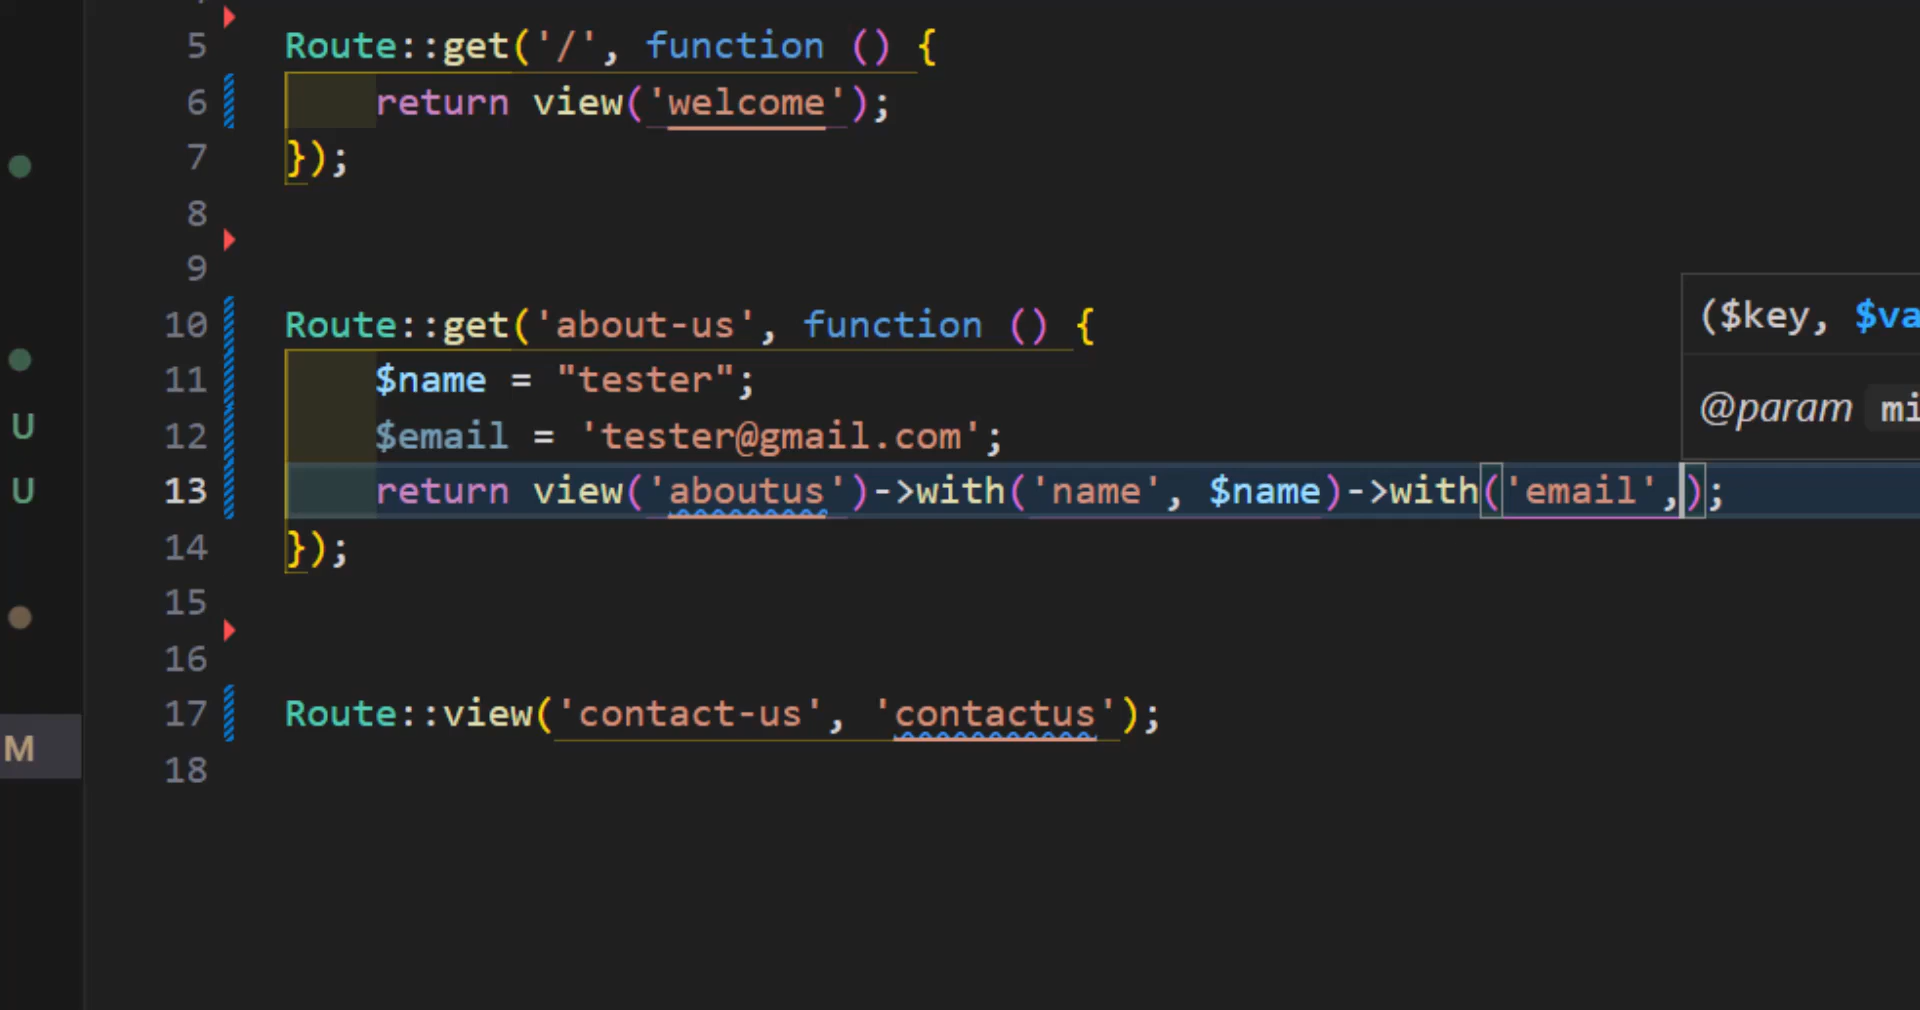 5 Route::get('/', function () {
6 return view('welcome');
7 });
8
9
10 Route::get('about-us', function () {
11 $name = "tester";
12 $email = 'tester@gmail.com';
13 return view('aboutus')->with('name', $name)->with('email',);
14 });
15
16
17 Route::view('contact-us', 'contactus');
18
($key, $va
@param mi
U
U
M